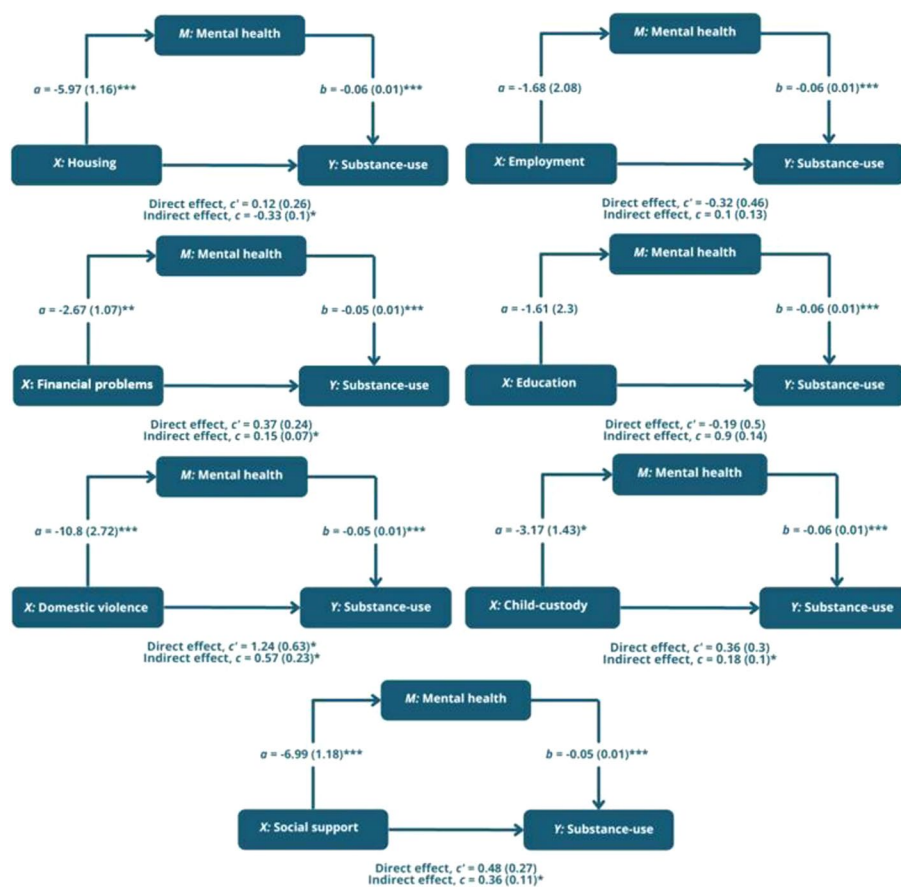 M: Mental health
a = -5.97 (1.16)***
b = -0.06 (0.01)***
X: Housing
Y: Substance-use
Direct effect, c' = 0.12 (0.26)
Indirect effect, c = -0.33 (0.1)*
M: Mental health
a = -1.68 (2.08)
b = -0.06 (0.01)***
X: Employment
Y: Substance-use
Direct effect, c' = -0.32 (0.46)
Indirect effect, c = 0.1 (0.13)
M: Mental health
a = -2.67 (1.07)**
b = -0.05 (0.01)***
X: Financial problems
Y: Substance-use
Direct effect, c' = 0.37 (0.24)
Indirect effect, c = 0.15 (0.07)*
M: Mental health
a = -1.61 (2.3)
b = -0.06 (0.01)***
X: Education
Y: Substance-use
Direct effect, c' = -0.19 (0.5)
Indirect effect, c = 0.9 (0.14)
M: Mental health
a = -10.8 (2.72)***
b = -0.05 (0.01)***
X: Domestic violence
Y: Substance-use
Direct effect, c' = 1.24 (0.63)*
Indirect effect, c = 0.57 (0.23)*
M: Mental health
a = -3.17 (1.43)*
b = -0.06 (0.01)***
X: Child-custody
Y: Substance-use
Direct effect, c' = 0.36 (0.3)
Indirect effect, c = 0.18 (0.1)*
M: Mental health
a = -6.99 (1.18)***
b = -0.05 (0.01)***
X: Social support
Y: Substance-use
Direct effect, c' = 0.48 (0.27)
Indirect effect, c = 0.36 (0.11)*